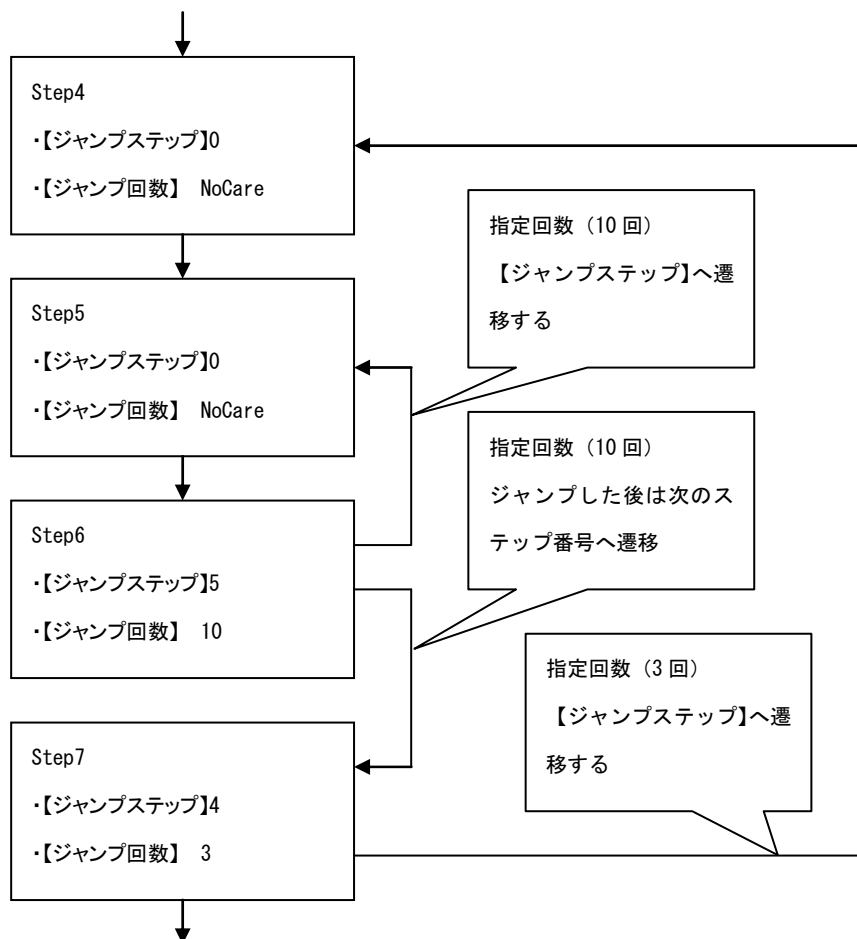 Step4
・【ジャンプステップ】0
・【ジャンプ回数】 NoCare
指定回数（10 回）
【ジャンプステップ】へ遷
移する
Step5
・【ジャンプステップ】0
・【ジャンプ回数】 NoCare
指定回数（10 回）
ジャンプした後は次のス
テップ番号へ遷移
Step6
・【ジャンプステップ】5
・【ジャンプ回数】 10
指定回数（3 回）
【ジャンプステップ】へ遷
移する
Step7
・【ジャンプステップ】4
・【ジャンプ回数】 3